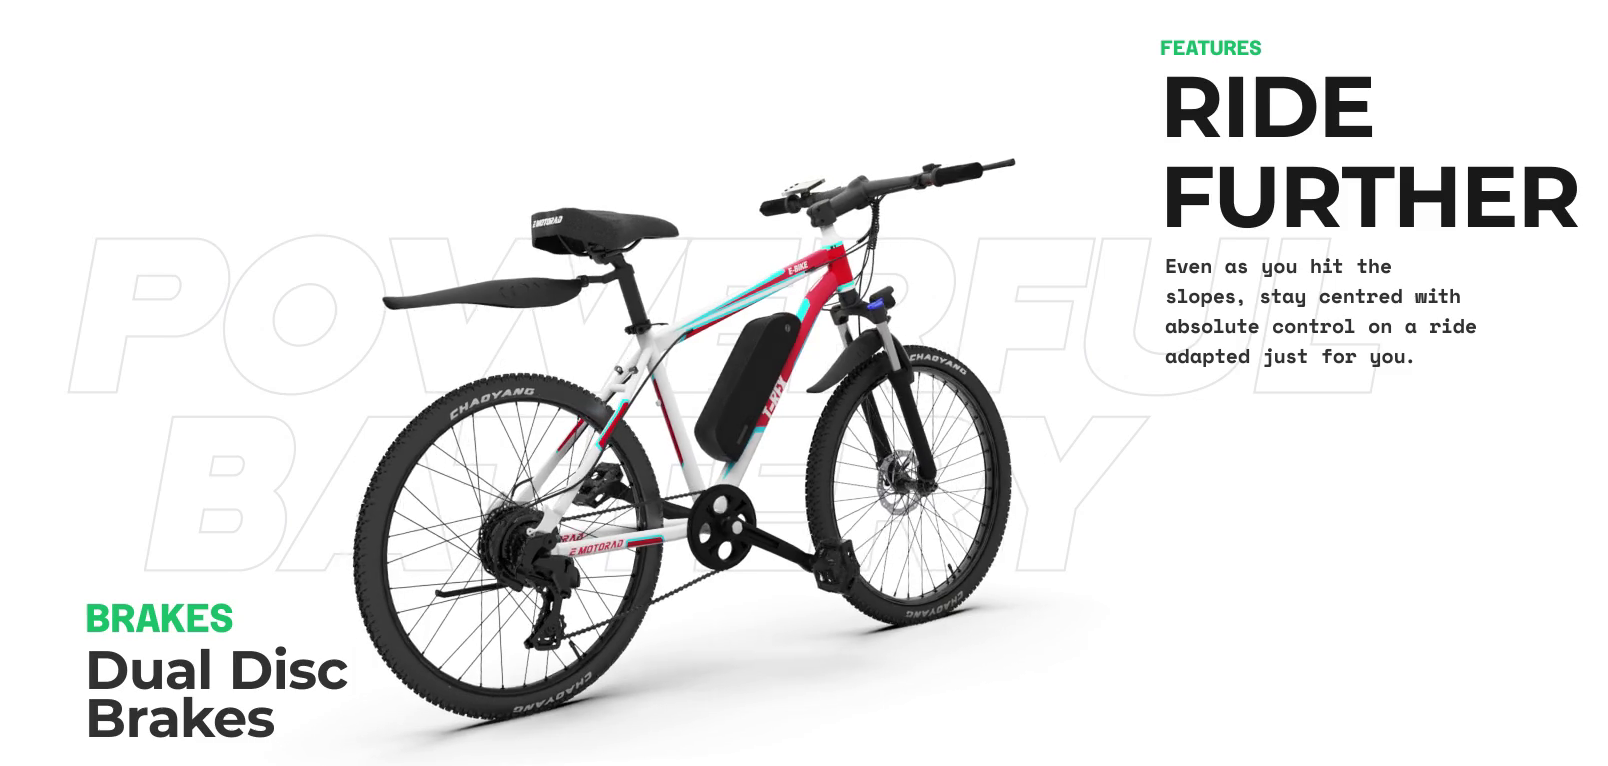 FEATURES
RIDE
FURTHER
Even as you hit the
slopes, stay centred with
absolute control on a ride
adapted just for you.
POWERFUL
BATTERY
E MOTORAD
E-BIKE
T-REX
CHAOYANG
CHAOYANG
E MOTORAD
CHAOYANG
CHAOYANG
BRAKES
Dual Disc
Brakes